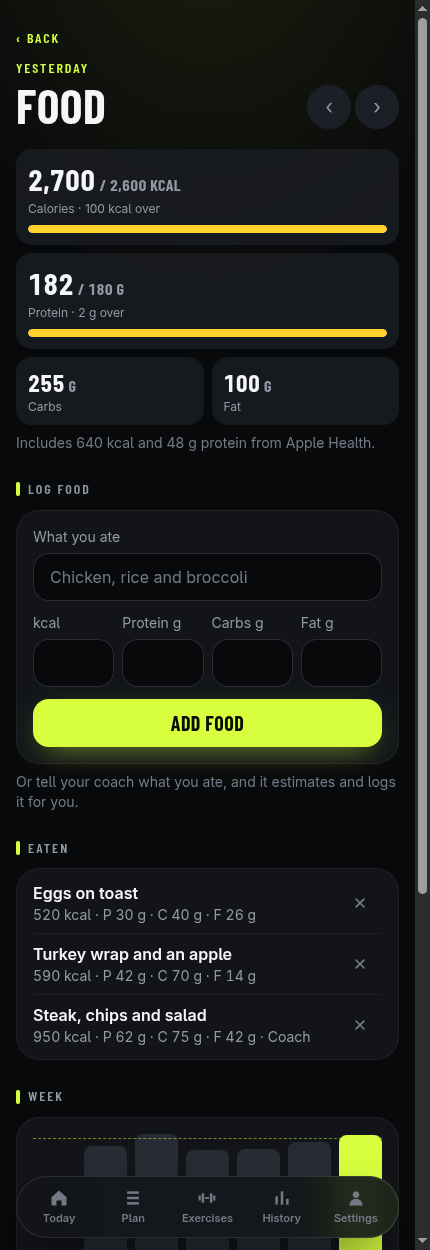 ‹ BACK
YESTERDAY
FOOD
‹ ›
2,700 / 2,600 KCAL
Calories · 100 kcal over
182 / 180 G
Protein · 2 g over
255 G
Carbs
100 G
Fat
Includes 640 kcal and 48 g protein from Apple Health.
LOG FOOD
What you ate
Chicken, rice and broccoli
kcal Protein g Carbs g Fat g
ADD FOOD
Or tell your coach what you ate, and it estimates and logs
it for you.
EATEN
Eggs on toast
520 kcal · P 30 g · C 40 g · F 26 g
Turkey wrap and an apple
590 kcal · P 42 g · C 70 g · F 14 g
Steak, chips and salad
950 kcal · P 62 g · C 75 g · F 42 g · Coach
WEEK
Today Plan Exercises History Settings